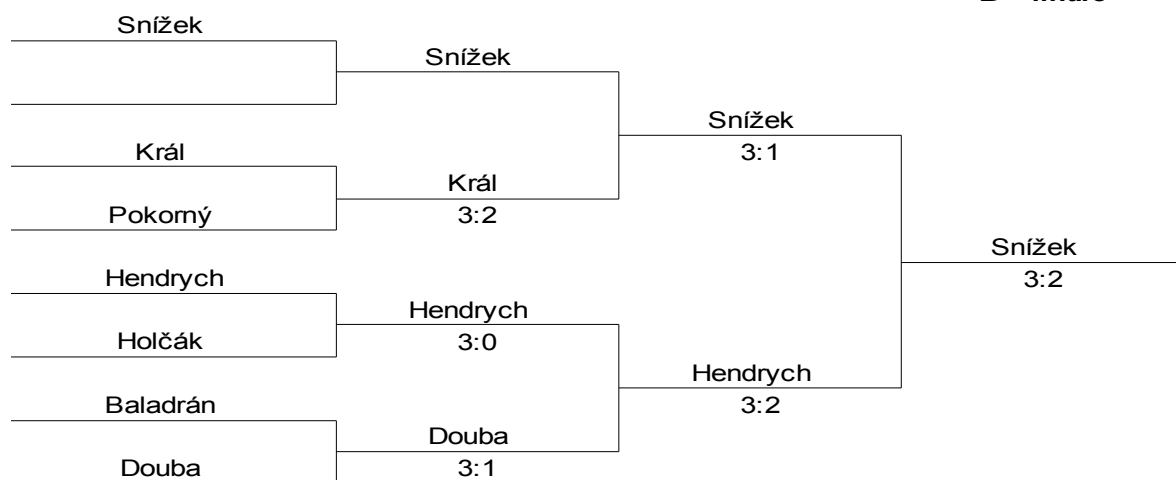 Snížek
Snížek
Snížek
3:1
Král
Král
Pokorný
3:2
Snížek
3:2
Hendrych
Hendrych
Holčák
3:0
Hendrych
3:2
Baladrán
Douba
Douba
3:1